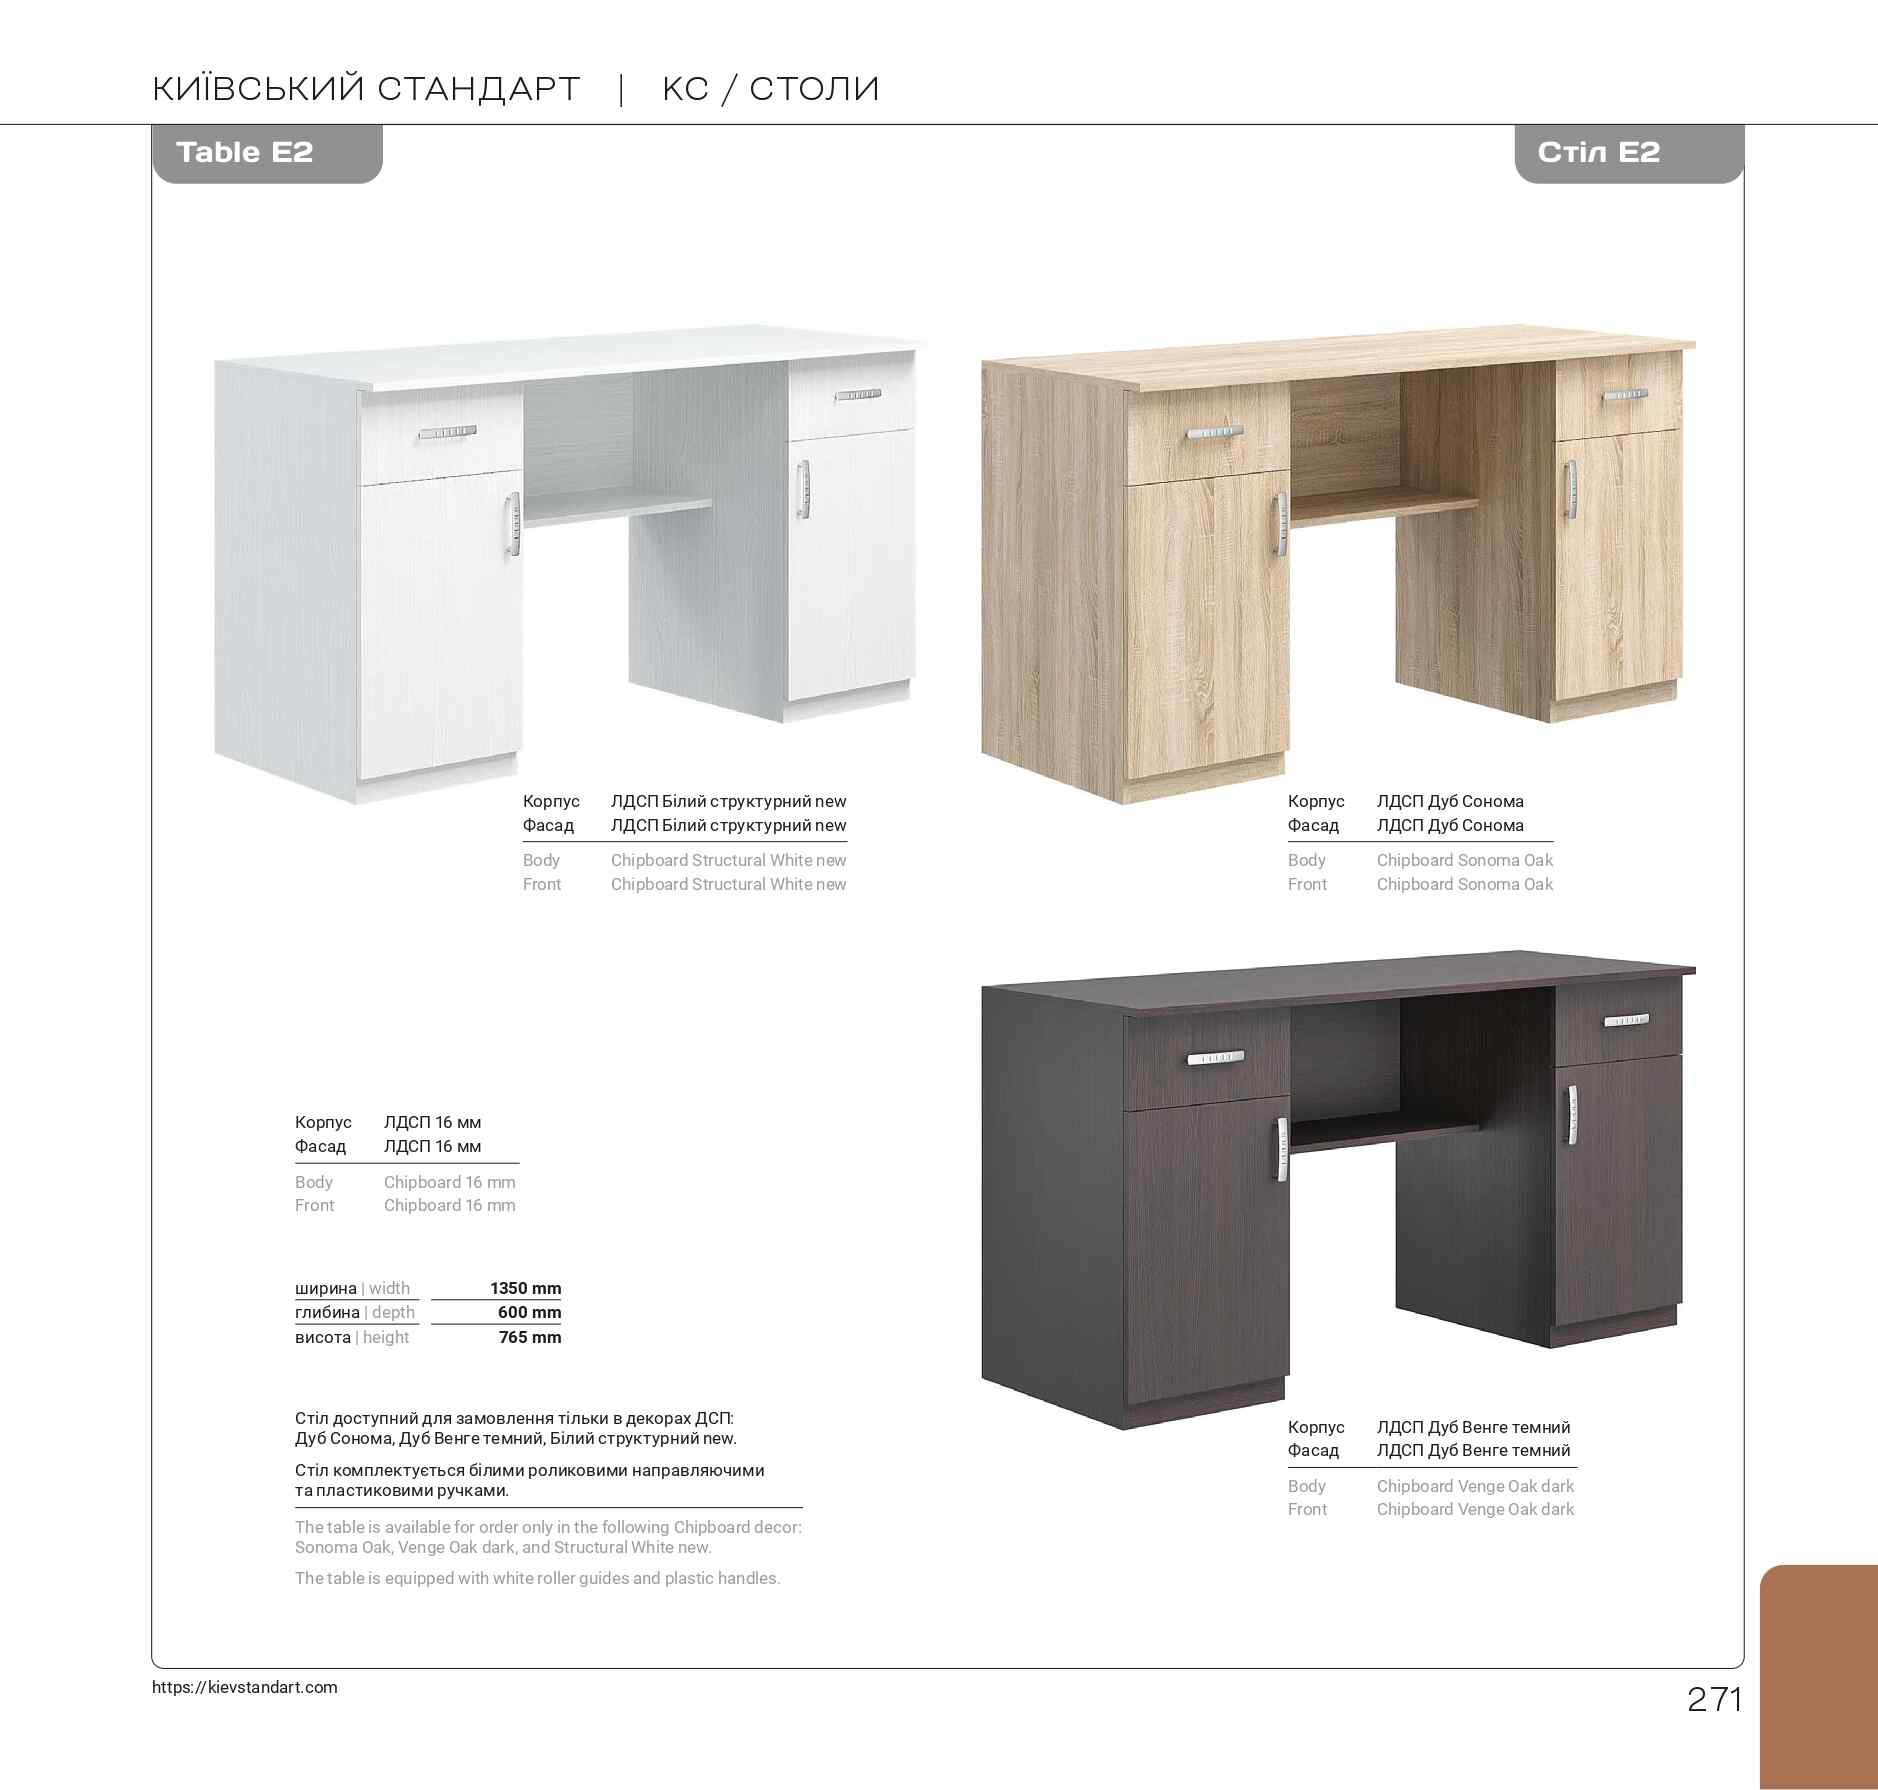 КИЇВСЬКИЙ СТАНДАРТ | КС / СТОЛИ
Table E2
Стіл Е2
Корпус ЛДСП Білий структурний new
Фасад ЛДСП Білий структурний new
Body Chipboard Structural White new
Front Chipboard Structural White new
Корпус ЛДСП Дуб Сонома
Фасад ЛДСП Дуб Сонома
Body Chipboard Sonoma Oak
Front Chipboard Sonoma Oak
Корпус ЛДСП 16 мм
Фасад ЛДСП 16 мм
Body Chipboard 16 mm
Front Chipboard 16 mm
ширина | width 1350 mm
глибина | depth 600 mm
висота | height 765 mm
Стіл доступний для замовлення тільки в декорах ДСП:
Дуб Сонома, Дуб Венге темний, Білий структурний new.
Стіл комплектується білими роликовими направляючими
та пластиковими ручками.
The table is available for order only in the following Chipboard decor:
Sonoma Oak, Venge Oak dark, and Structural White new.
The table is equipped with white roller guides and plastic handles.
Корпус ЛДСП Дуб Венге темний
Фасад ЛДСП Дуб Венге темний
Body Chipboard Venge Oak dark
Front Chipboard Venge Oak dark
https://kievstandart.com
271